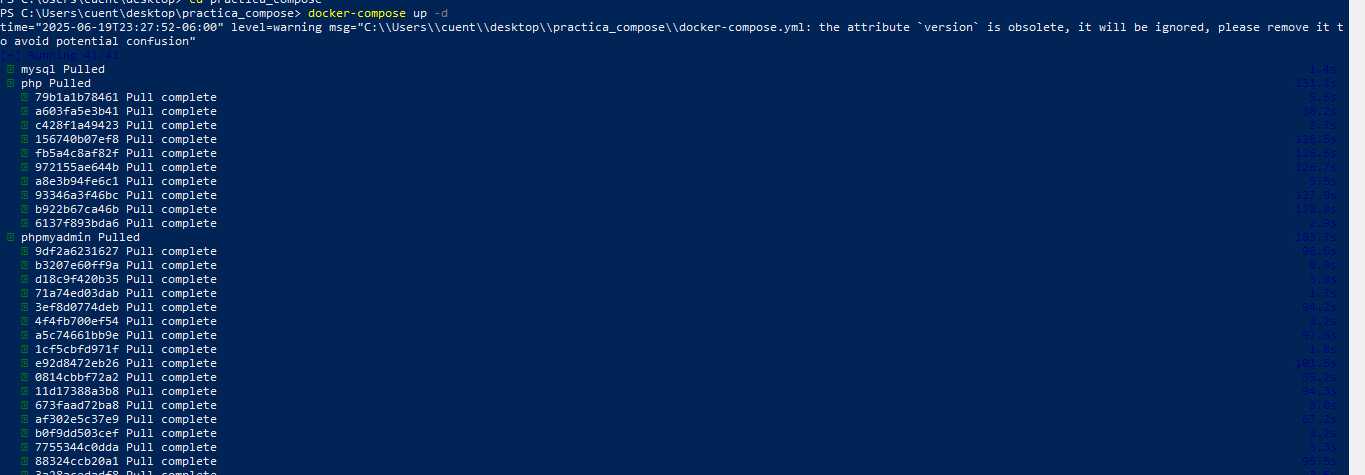 PS C:\Users\cuent\desktop> cd practica_compose
PS C:\Users\cuent\desktop\practica_compose> docker-compose up -d
time="2025-06-19T23:27:52-06:00" level=warning msg="C:\\Users\\cuent\\desktop\\practica_compose\\docker-compose.yml: the attribute `version` is obsolete, it will be ignored, please remove it t
o avoid potential confusion"
[+] Running 41/41
mysql Pulled 1.4s
php Pulled 131.1s
79b1a1b78461 Pull complete 5.6s
a603fa5e3b41 Pull complete 50.2s
c428f1a49423 Pull complete 2.7s
156740b07ef8 Pull complete 126.5s
fb5a4c8af82f Pull complete 126.6s
972155ae644b Pull complete 126.7s
a8e3b94fe6c1 Pull complete 5.5s
93346a3f46bc Pull complete 127.9s
b922b67ca46b Pull complete 128.0s
6137f893bda6 Pull complete 2.9s
phpmyadmin Pulled 103.7s
9df2a6231627 Pull complete 96.6s
b3207e60ff9a Pull complete 0.9s
d18c9f420b35 Pull complete 5.0s
71a74ed03dab Pull complete 1.7s
3ef8d0774deb Pull complete 94.2s
4f4fb700ef54 Pull complete 5.2s
a5c74661bb9e Pull complete 97.6s
1cf5cbfd971f Pull complete 1.8s
e92d8472eb26 Pull complete 101.5s
0814cbbf72a2 Pull complete 95.2s
11d17388a3b8 Pull complete 94.3s
673faad72ba8 Pull complete 3.0s
af302e5c37e9 Pull complete 67.2s
b0f9dd503cef Pull complete 5.2s
7755344c0dda Pull complete 5.3s
88324ccb20a1 Pull complete 95.5s
Pull complete